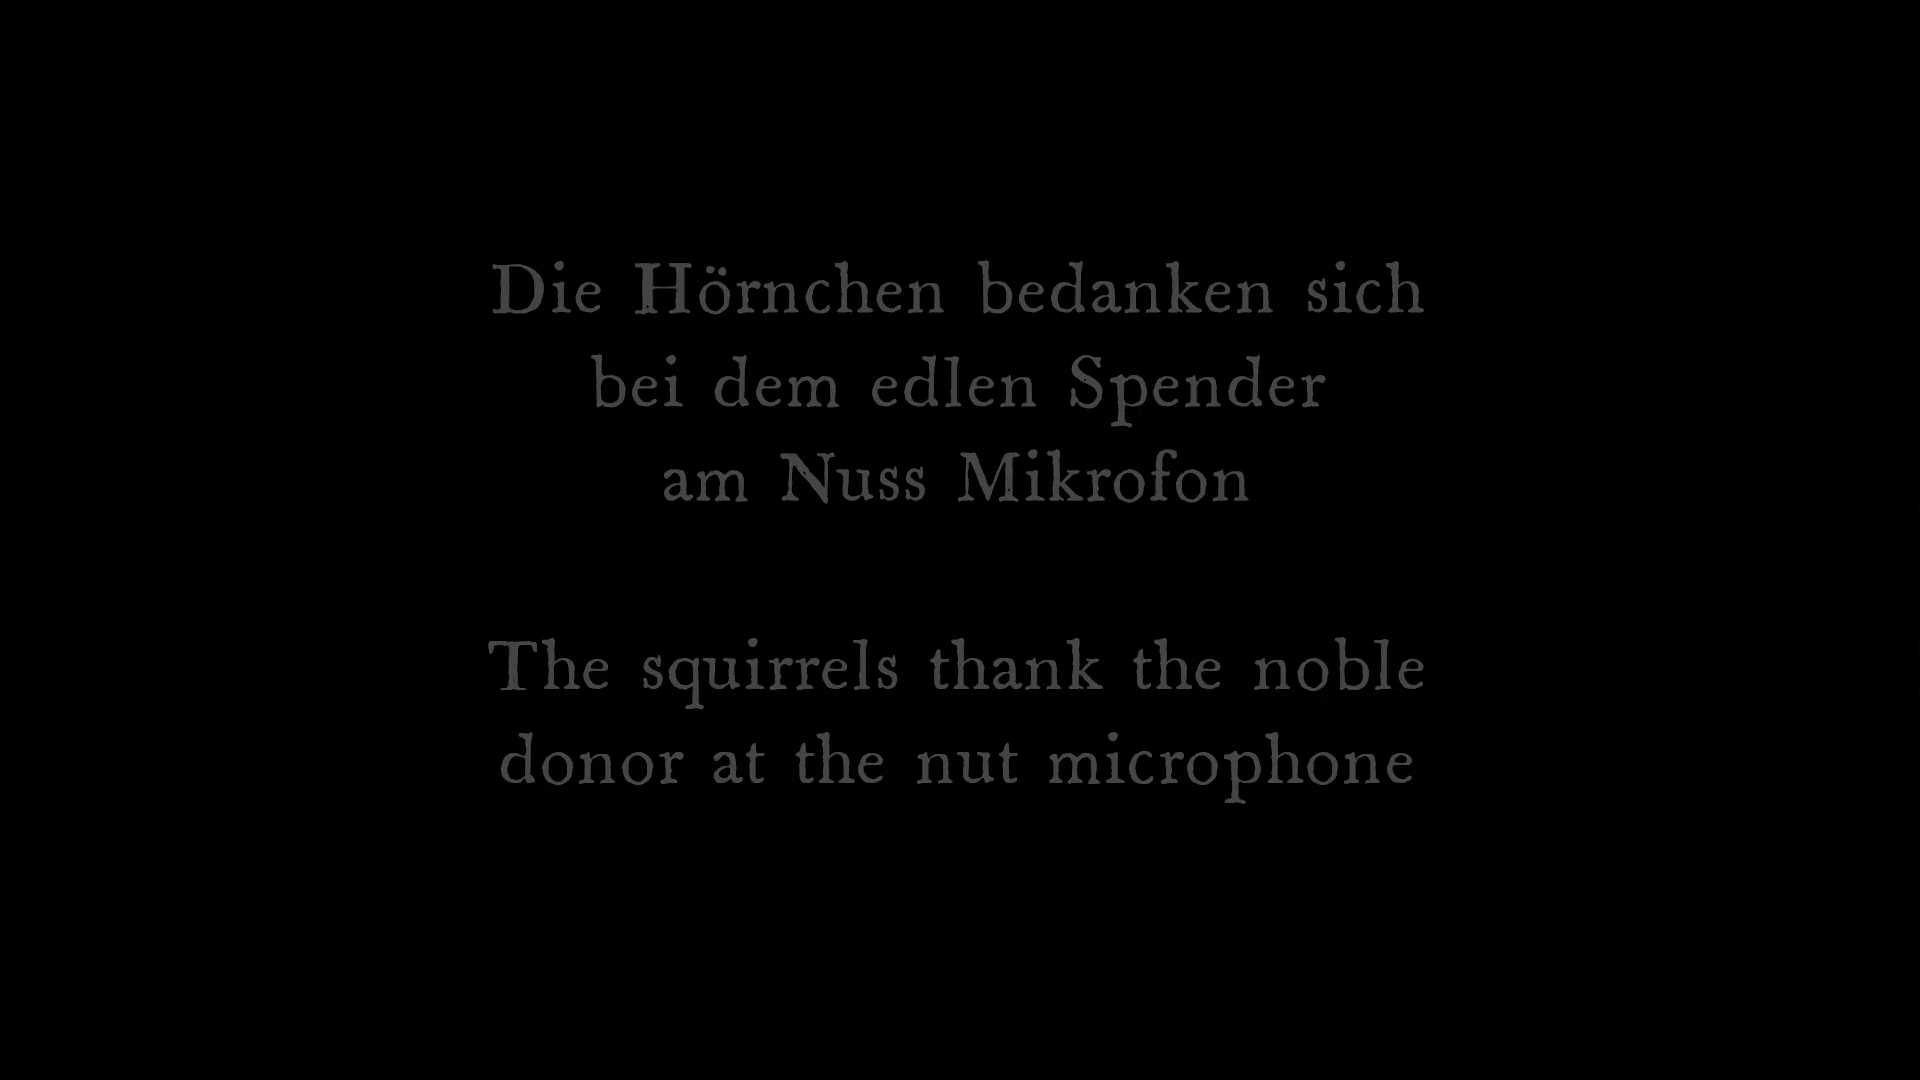 Die Hörnchen bedanken sich
bei dem edlen Spender
am Nuss Mikrofon
The squirrels thank the noble
donor at the nut microphone